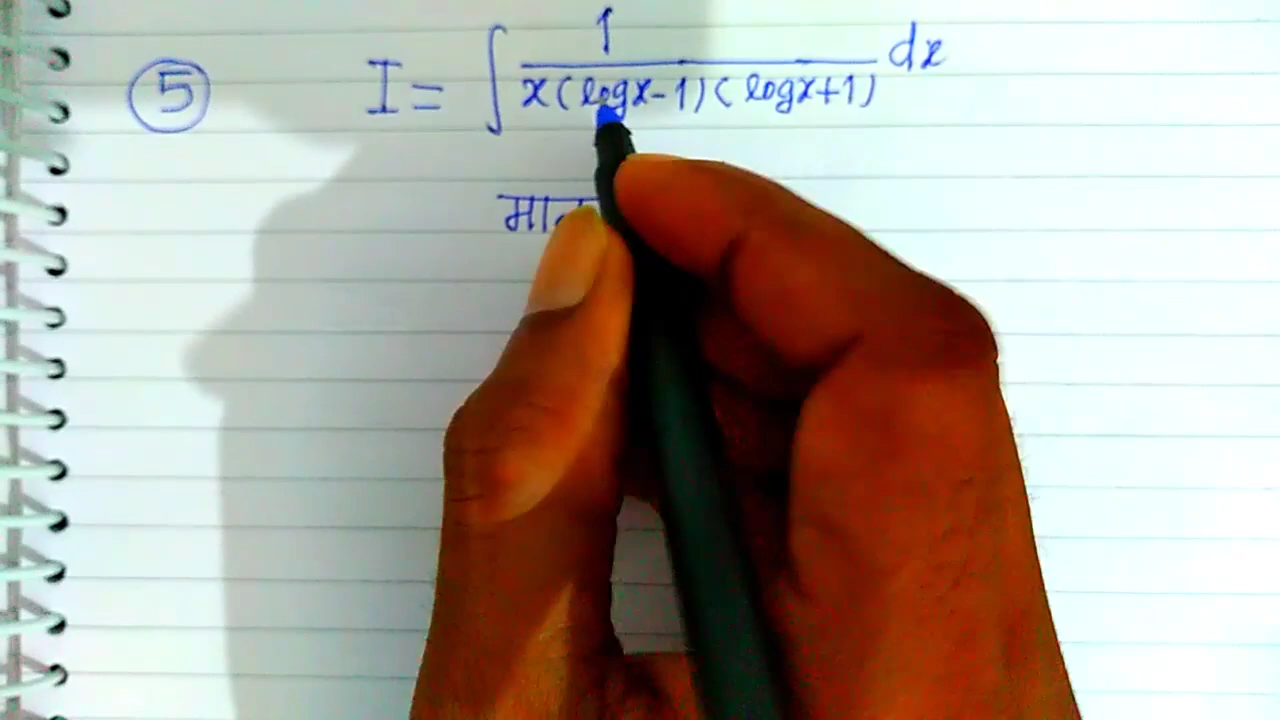 ⑤ I = ∫ 1/(x(logx-1)(logx+1)) dx